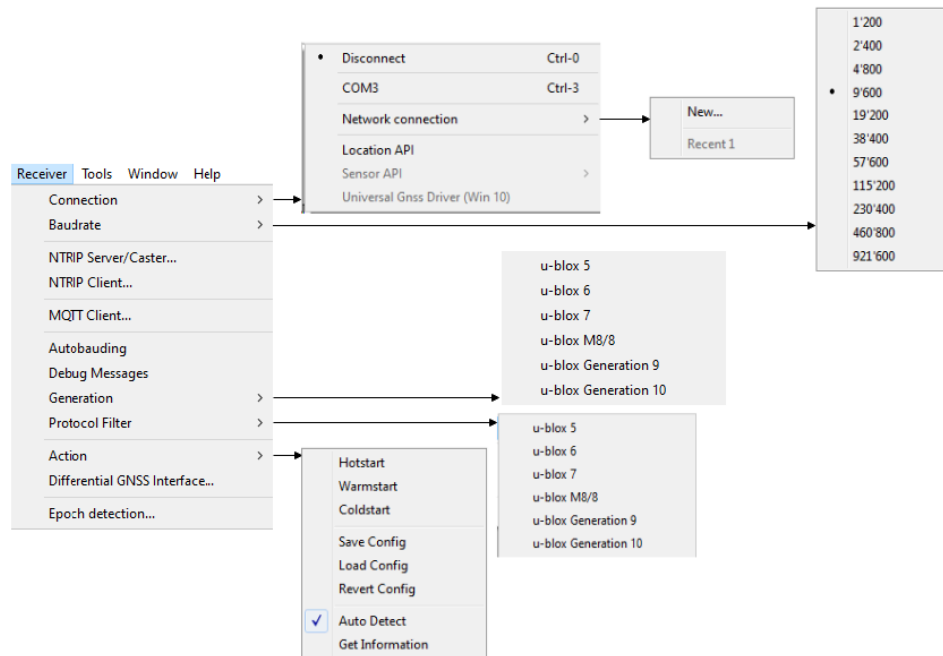 Receiver Tools Window Help
Connection
Baudrate
NTRIP Server/Caster...
NTRIP Client...
MQTT Client...
Autobauding
Debug Messages
Generation
Protocol Filter
Action
Differential GNSS Interface...
Epoch detection...
Disconnect Ctrl-0
COM3 Ctrl-3
Network connection
Location API
Sensor API
Universal Gnss Driver (Win 10)
New...
Recent 1
1'200
2'400
4'800
9'600
19'200
38'400
57'600
115'200
230'400
460'800
921'600
u-blox 5
u-blox 6
u-blox 7
u-blox M8/8
u-blox Generation 9
u-blox Generation 10
u-blox 5
u-blox 6
u-blox 7
u-blox M8/8
u-blox Generation 9
u-blox Generation 10
Hotstart
Warmstart
Coldstart
Save Config
Load Config
Revert Config
Auto Detect
Get Information